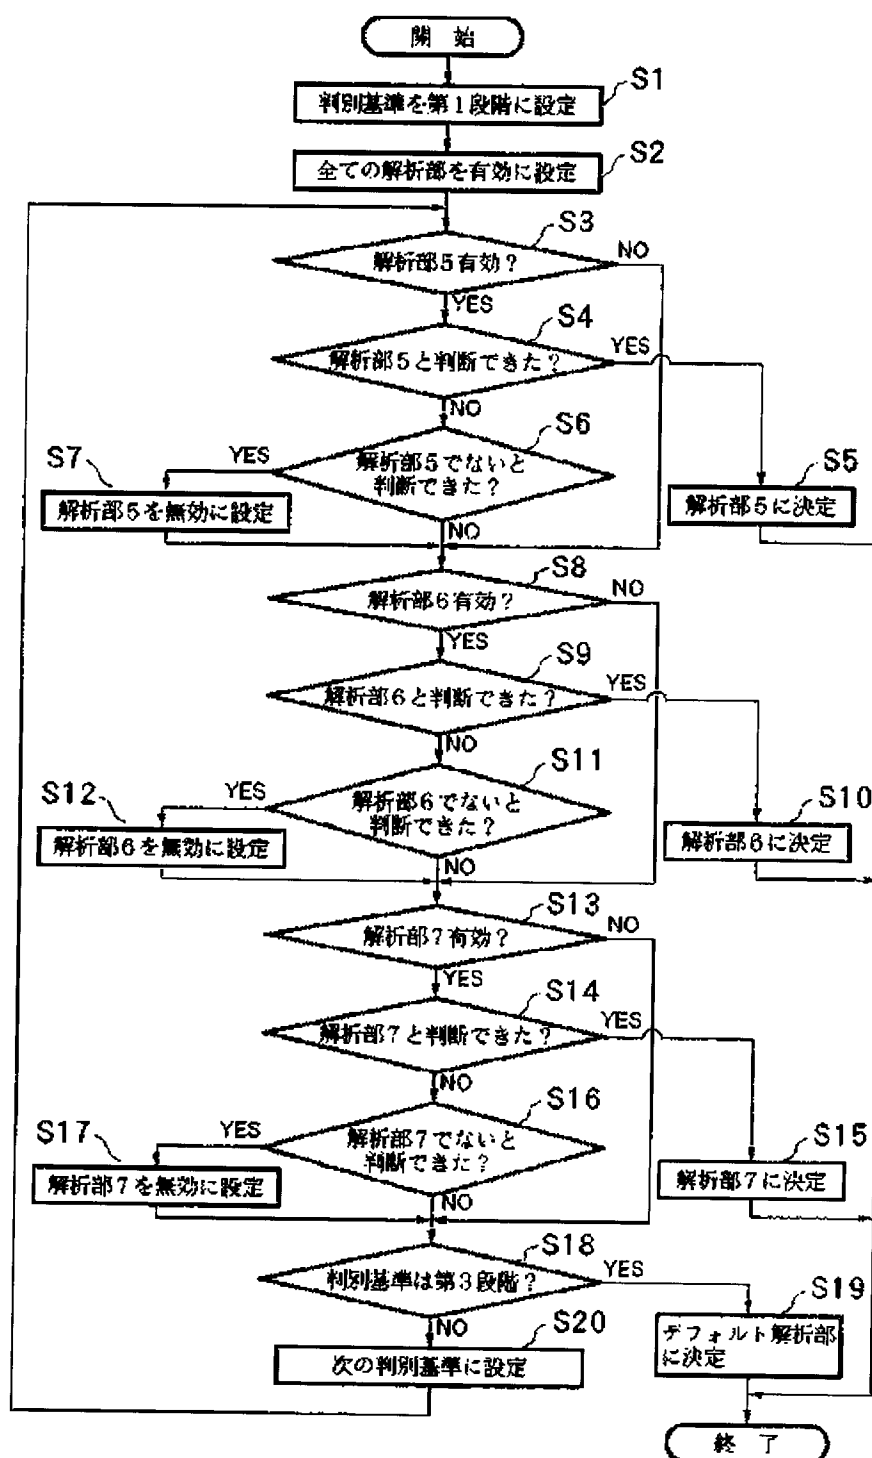 開 始
S1
判別基準を第1段階に設定
S2
全ての解析部を有効に設定
S3
解析部5有効?
NO
YES
S4
解析部5と判断できた?
YES
NO
S6
解析部5でないと
判断できた?
YES
S7
解析部5を無効に設定
S5
解析部5に決定
NO
S8
解析部6有効?
NO
YES
S9
解析部6と判断できた?
YES
NO
S11
解析部6でないと
判断できた?
YES
S12
解析部6を無効に設定
S10
解析部6に決定
NO
S13
解析部7有効?
NO
YES
S14
解析部7と判断できた?
YES
NO
S16
解析部7でないと
判断できた?
YES
S17
解析部7を無効に設定
S15
解析部7に決定
NO
S18
判別基準は第3段階?
YES
NO
S19
デフォルト解析部
に決定
S20
次の判別基準に設定
終 了